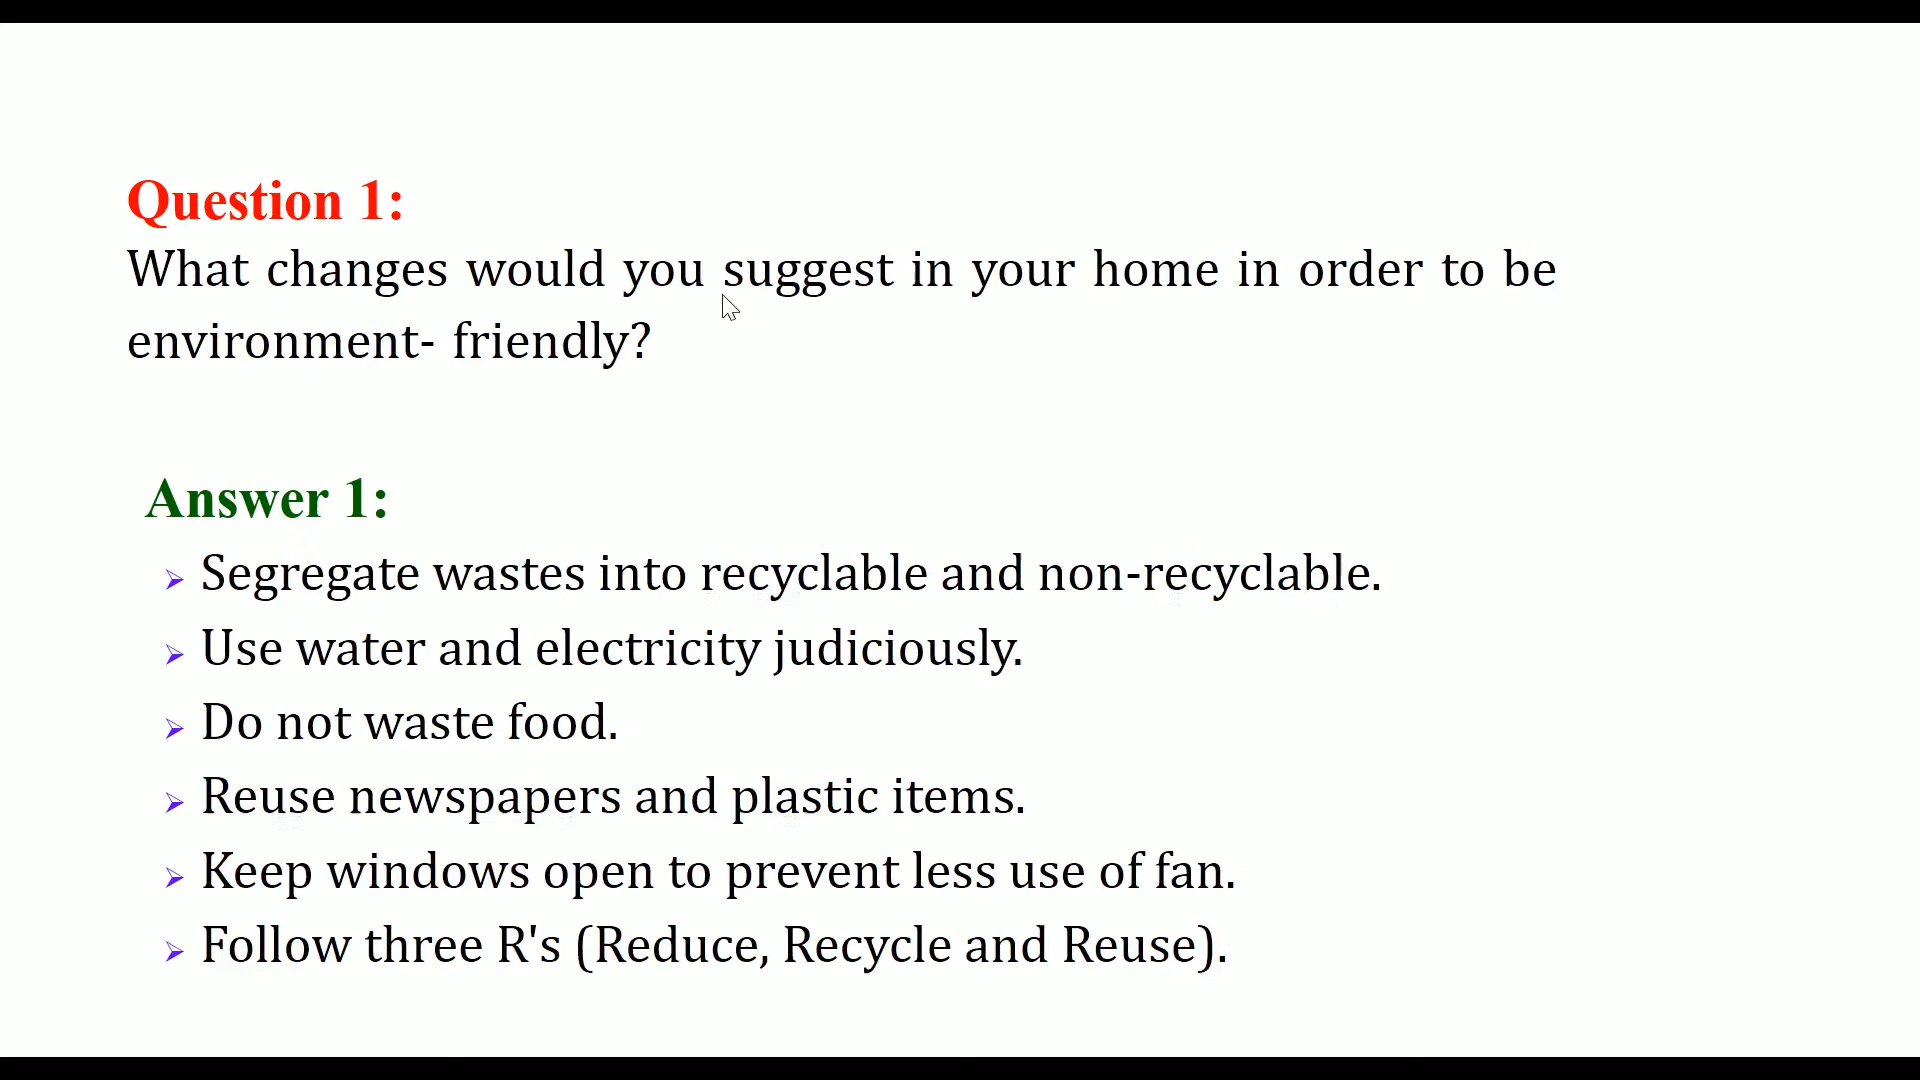 Question 1:
What changes would you suggest in your home in order to be
environment- friendly?
Answer 1:
Segregate wastes into recyclable and non-recyclable.
Use water and electricity judiciously.
Do not waste food.
Reuse newspapers and plastic items.
Keep windows open to prevent less use of fan.
Follow three R's (Reduce, Recycle and Reuse).